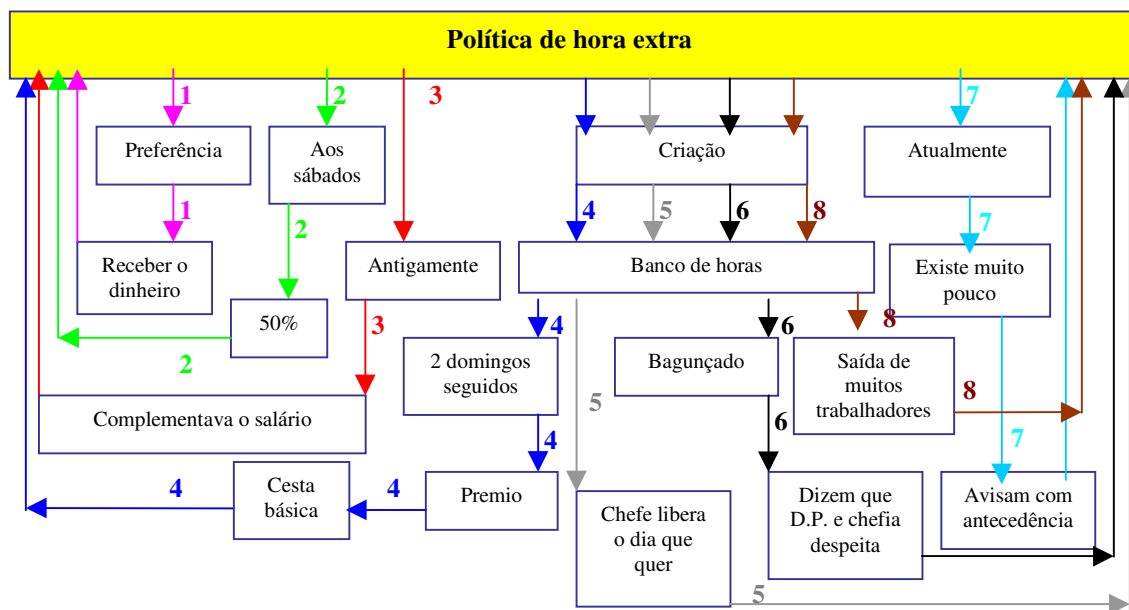 Política de hora extra
1
2
3
7
Preferência
Aos
sábados
Criação
Atualmente
1
2
4
5
6
8
7
Receber o
dinheiro
Antigamente
Banco de horas
Existe muito
pouco
50%
3
4
6
8
2
2 domingos
seguidos
Bagunçado
Saída de
muitos
trabalhadores
5
8
Complementava o salário
4
6
7
4
Cesta
básica
4
Premio
Chefe libera
o dia que
quer
Dizem que
D.P. e chefia
despeita
Avisam com
antecedência
5